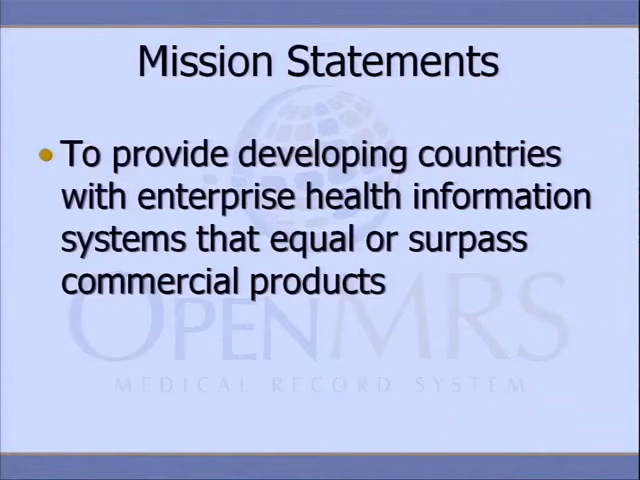 Mission Statements
To provide developing countries
with enterprise health information
systems that equal or surpass
commercial products
OPENMRS
MEDICAL RECORD SYSTEM